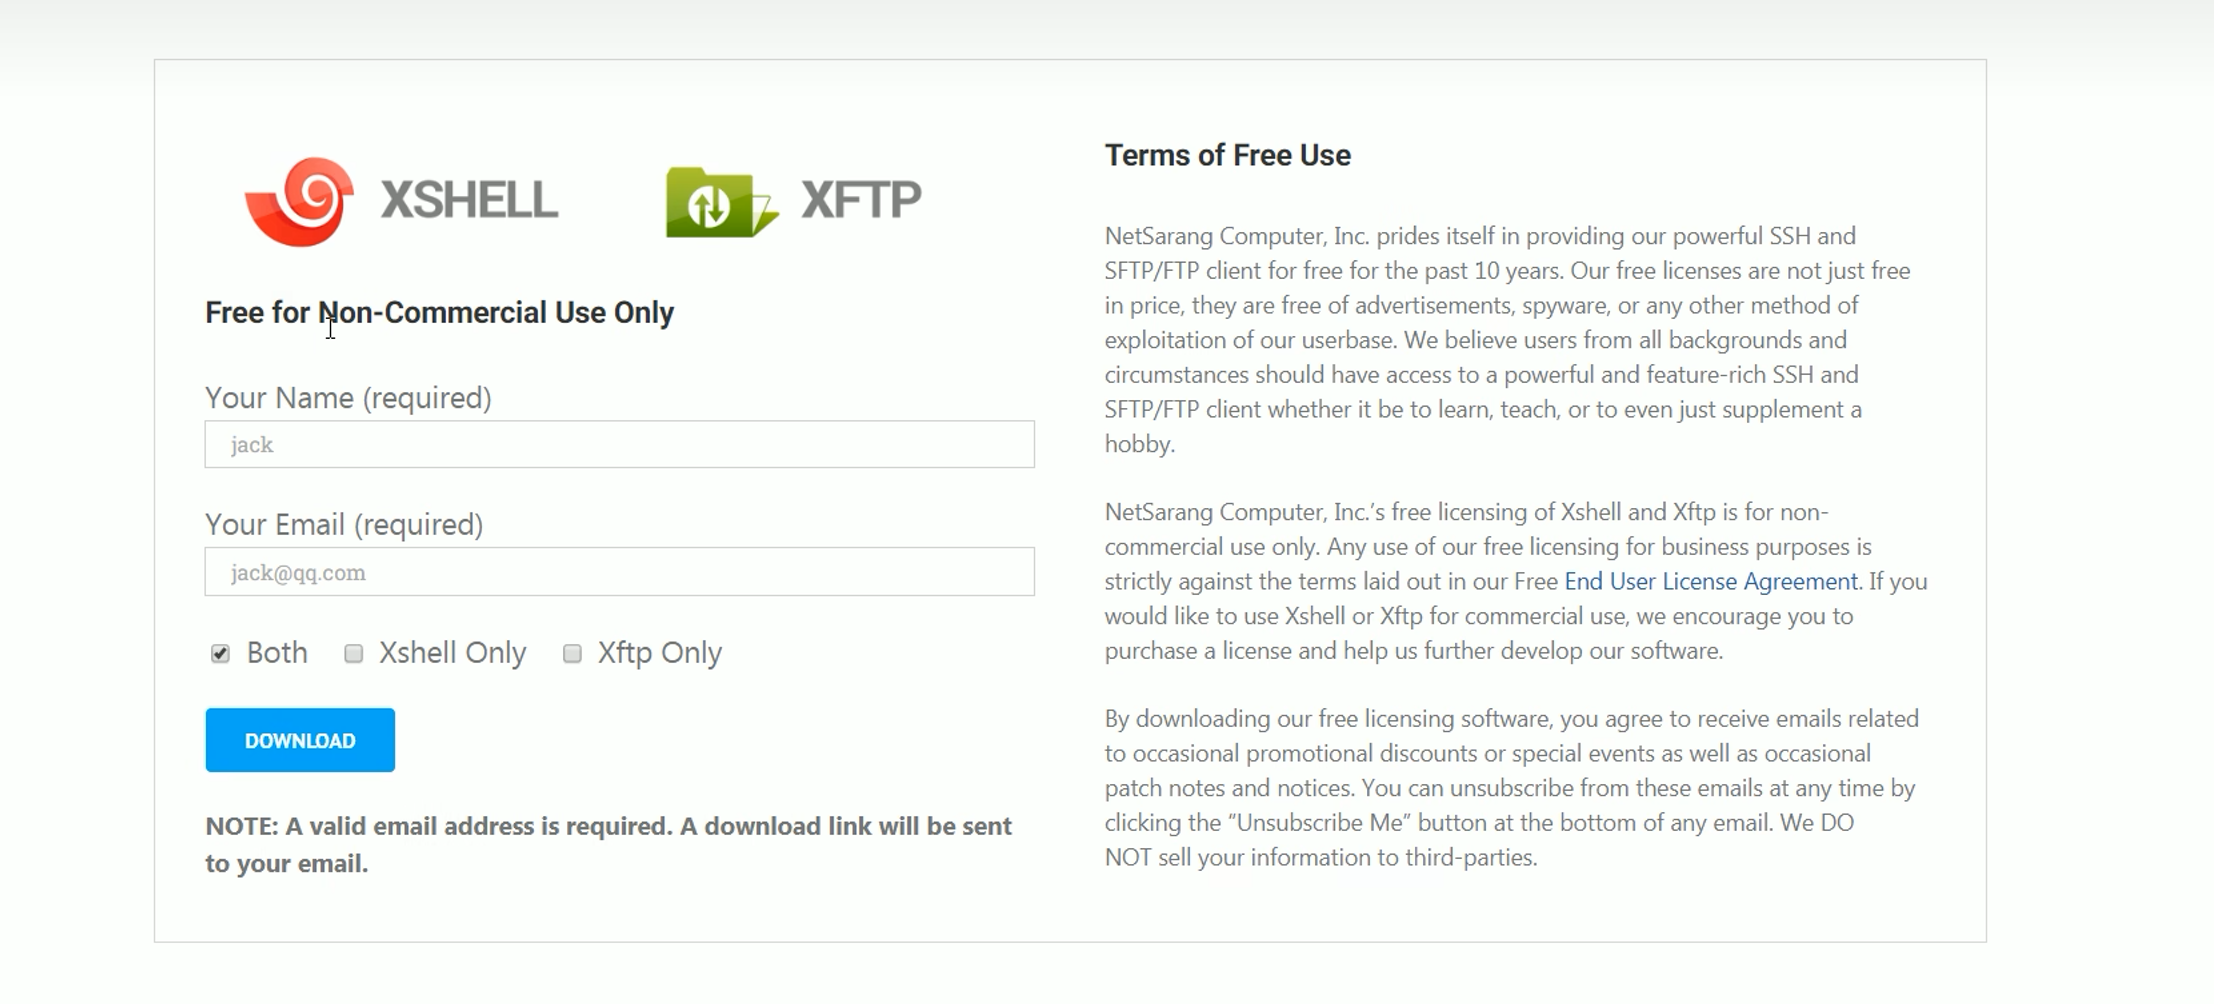 XSHELL
XFTP
Free for Non-Commercial Use Only
Your Name (required)
jack
Your Email (required)
jack@qq.com
Both
Xshell Only
Xftp Only
DOWNLOAD
NOTE: A valid email address is required. A download link will be sent
to your email.
Terms of Free Use
NetSarang Computer, Inc. prides itself in providing our powerful SSH and
SFTP/FTP client for free for the past 10 years. Our free licenses are not just free
in price, they are free of advertisements, spyware, or any other method of
exploitation of our userbase. We believe users from all backgrounds and
circumstances should have access to a powerful and feature-rich SSH and
SFTP/FTP client whether it be to learn, teach, or to even just supplement a
hobby.
NetSarang Computer, Inc.’s free licensing of Xshell and Xftp is for non-
commercial use only. Any use of our free licensing for business purposes is
strictly against the terms laid out in our Free End User License Agreement. If you
would like to use Xshell or Xftp for commercial use, we encourage you to
purchase a license and help us further develop our software.
By downloading our free licensing software, you agree to receive emails related
to occasional promotional discounts or special events as well as occasional
patch notes and notices. You can unsubscribe from these emails at any time by
clicking the “Unsubscribe Me” button at the bottom of any email. We DO
NOT sell your information to third-parties.